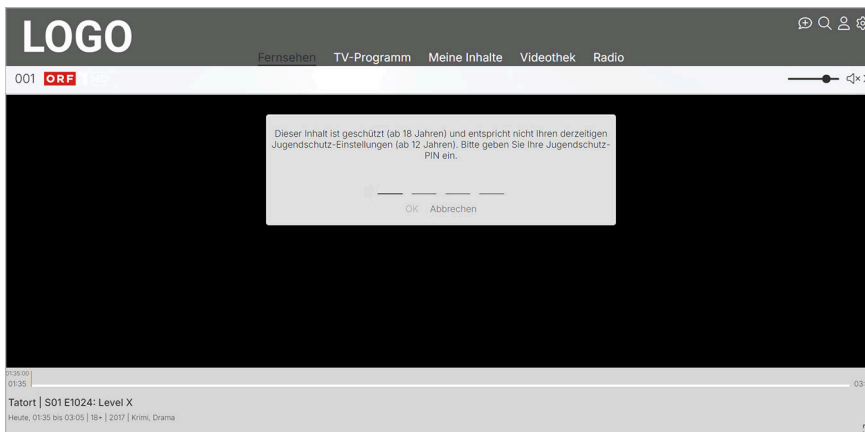 LOGO
Fernsehen TV-Programm Meine Inhalte Videothek Radio
001 ORF
Dieser Inhalt ist geschützt (ab 18 Jahren) und entspricht nicht Ihren derzeitigen
Jugendschutz-Einstellungen (ab 12 Jahren). Bitte geben Sie Ihre Jugendschutz-
PIN ein.
OK Abbrechen
01:35:00
01:35 03
Tatort | S01 E1024: Level X
Heute, 01:35 bis 03:05 | 18+ | 2017 | Krimi, Drama